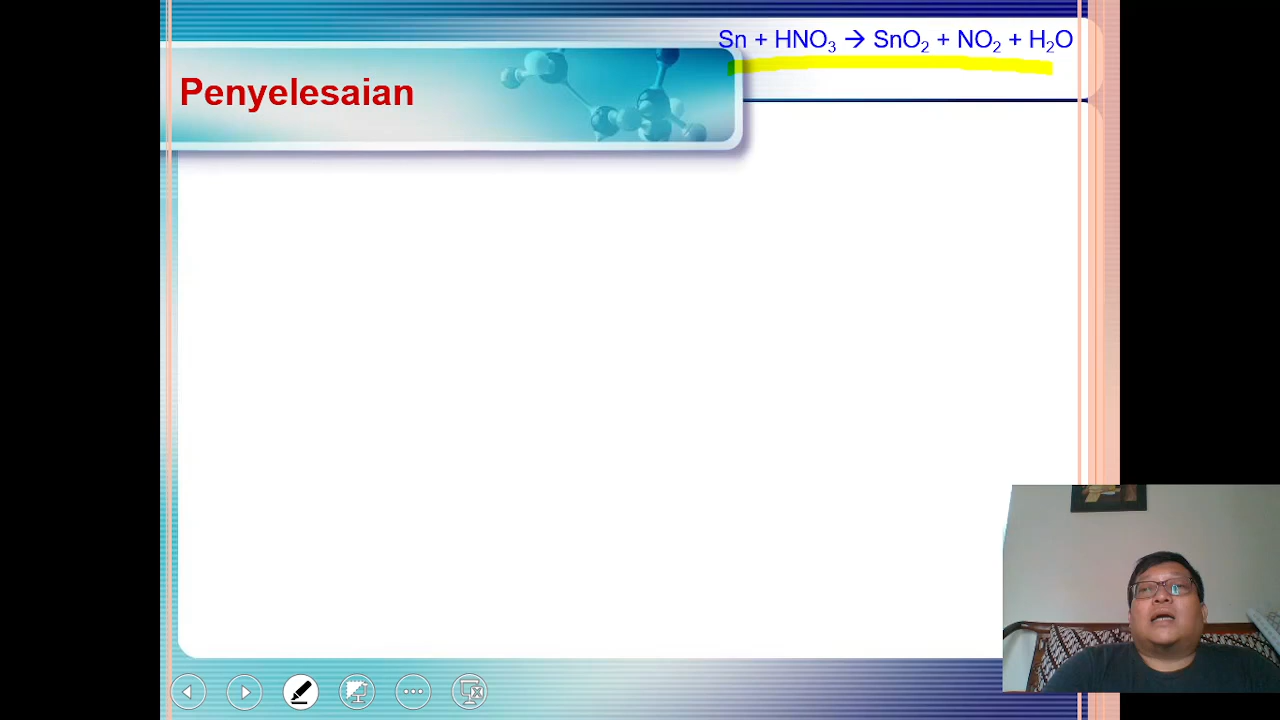 Sn + HNO₃ → SnO₂ + NO₂ + H₂O
Penyelesaian